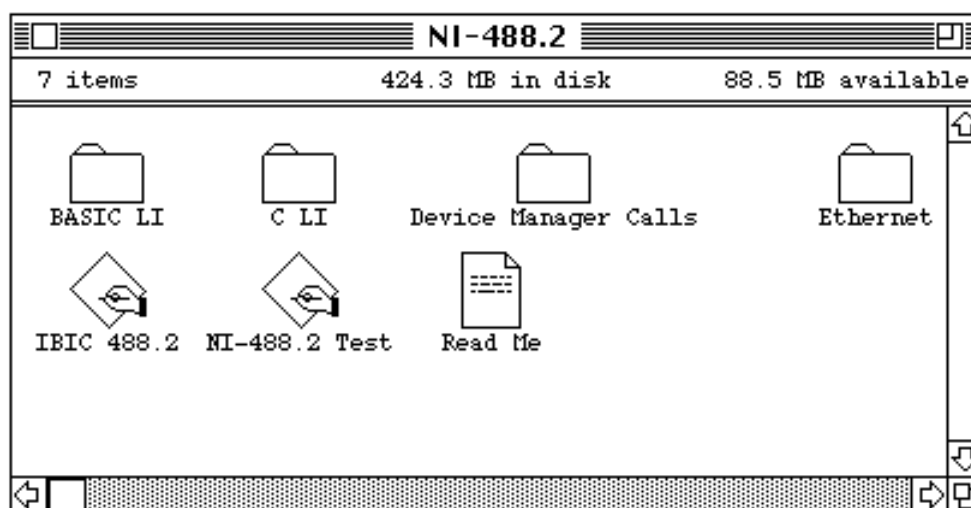 NI-488.2
7 items 424.3 MB in disk 88.5 MB available
BASIC LI C LI Device Manager Calls Ethernet
IBIC 488.2 NI-488.2 Test Read Me